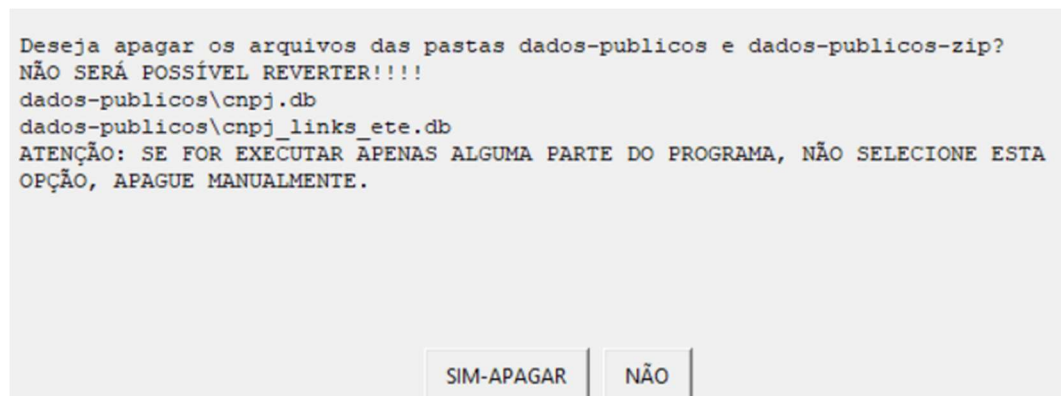 Deseja apagar os arquivos das pastas dados-publicos e dados-publicos-zip?
NÃO SERÁ POSSÍVEL REVERTER!!!!
dados-publicos\cnpj.db
dados-publicos\cnpj_links_ete.db
ATENÇÃO: SE FOR EXECUTAR APENAS ALGUMA PARTE DO PROGRAMA, NÃO SELECIONE ESTA
OPÇÃO, APAGUE MANUALMENTE.
SIM-APAGAR NÃO